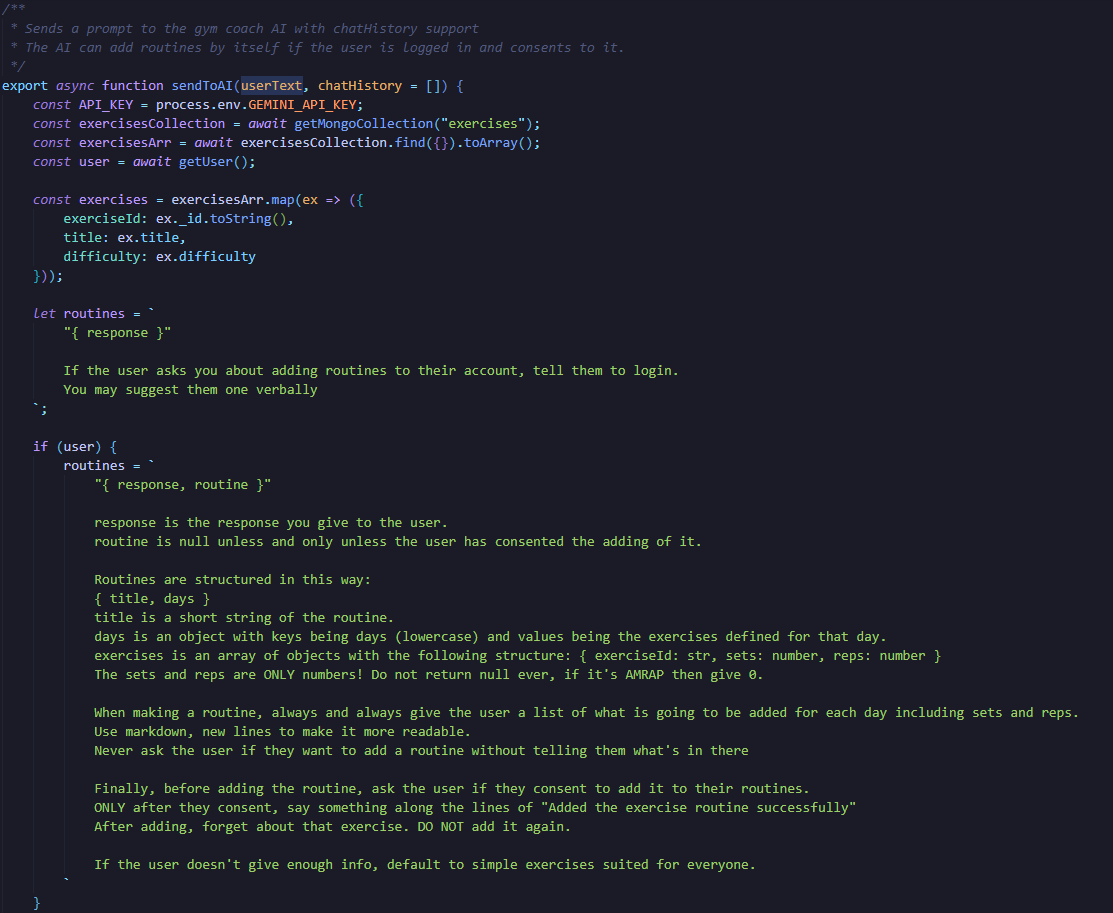 /**
 * Sends a prompt to the gym coach AI with chatHistory support
 * The AI can add routines by itself if the user is logged in and consents to it.
 */
export async function sendToAI(userText, chatHistory = []) {
    const API_KEY = process.env.GEMINI_API_KEY;
    const exercisesCollection = await getMongoCollection("exercises");
    const exercisesArr = await exercisesCollection.find({}).toArray();
    const user = await getUser();

    const exercises = exercisesArr.map(ex => ({
        exerciseId: ex._id.toString(),
        title: ex.title,
        difficulty: ex.difficulty
    }));

    let routines = `
        "{ response }"

        If the user asks you about adding routines to their account, tell them to login.
        You may suggest them one verbally
    `;

    if (user) {
        routines = `
            "{ response, routine }"

            response is the response you give to the user.
            routine is null unless and only unless the user has consented the adding of it.

            Routines are structured in this way:
            { title, days }
            title is a short string of the routine.
            days is an object with keys being days (lowercase) and values being the exercises defined for that day.
            exercises is an array of objects with the following structure: { exerciseId: str, sets: number, reps: number }
            The sets and reps are ONLY numbers! Do not return null ever, if it's AMRAP then give 0.

            When making a routine, always and always give the user a list of what is going to be added for each day including sets and reps.
            Use markdown, new lines to make it more readable.
            Never ask the user if they want to add a routine without telling them what's in there

            Finally, before adding the routine, ask the user if they consent to add it to their routines.
            ONLY after they consent, say something along the lines of "Added the exercise routine successfully"
            After adding, forget about that exercise. DO NOT add it again.

            If the user doesn't give enough info, default to simple exercises suited for everyone.
        `
    }